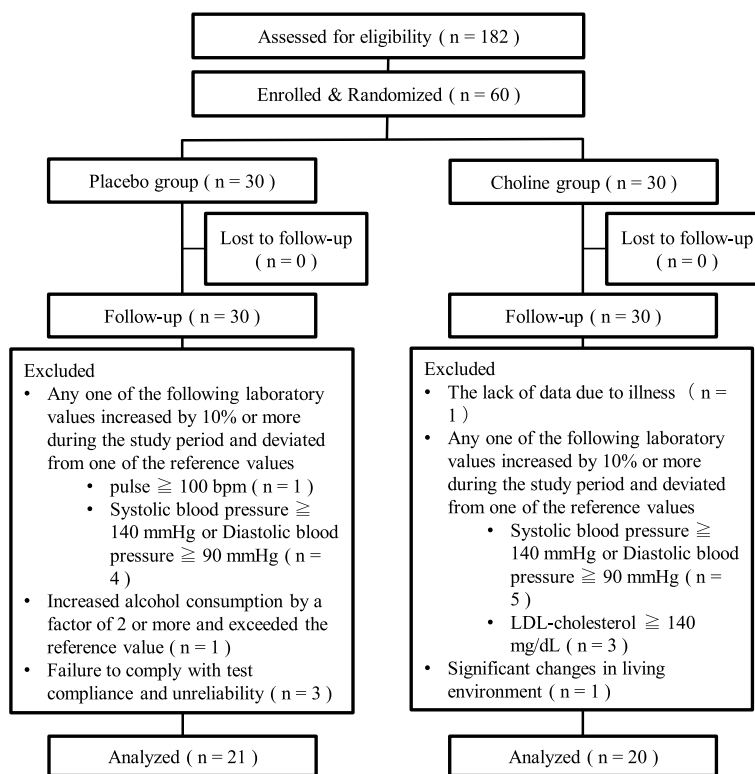 Assessed for eligibility ( n = 182 )
Enrolled & Randomized ( n = 60 )
Placebo group ( n = 30 )
Lost to follow-up
( n = 0 )
Follow-up ( n = 30 )
Excluded
• Any one of the following laboratory
values increased by 10% or more
during the study period and deviated
from one of the reference values
• pulse ≧ 100 bpm ( n = 1 )
• Systolic blood pressure ≧
140 mmHg or Diastolic blood
pressure ≧ 90 mmHg ( n =
4 )
• Increased alcohol consumption by a
factor of 2 or more and exceeded the
reference value ( n = 1 )
• Failure to comply with test
compliance and unreliability ( n = 3 )
Analyzed ( n = 21 )
Choline group ( n = 30 )
Lost to follow-up
( n = 0 )
Follow-up ( n = 30 )
Excluded
• The lack of data due to illness （ n =
1 ）
• Any one of the following laboratory
values increased by 10% or more
during the study period and deviated
from one of the reference values
• Systolic blood pressure ≧
140 mmHg or Diastolic blood
pressure ≧ 90 mmHg ( n =
5 )
• LDL-cholesterol ≧ 140
mg/dL ( n = 3 )
• Significant changes in living
environment ( n = 1 )
Analyzed ( n = 20 )